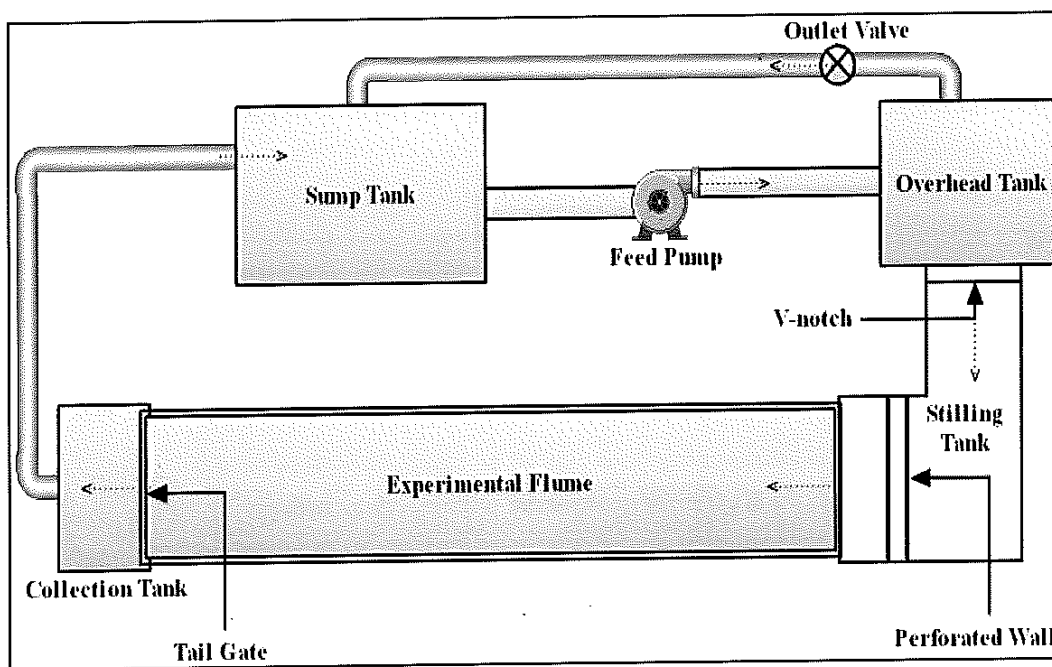 Outlet Valve
Sump Tank
Overhead Tank
Feed Pump
V-notch
Stilling
Tank
Experimental Flume
Collection Tank
Tail Gate
Perforated Wall